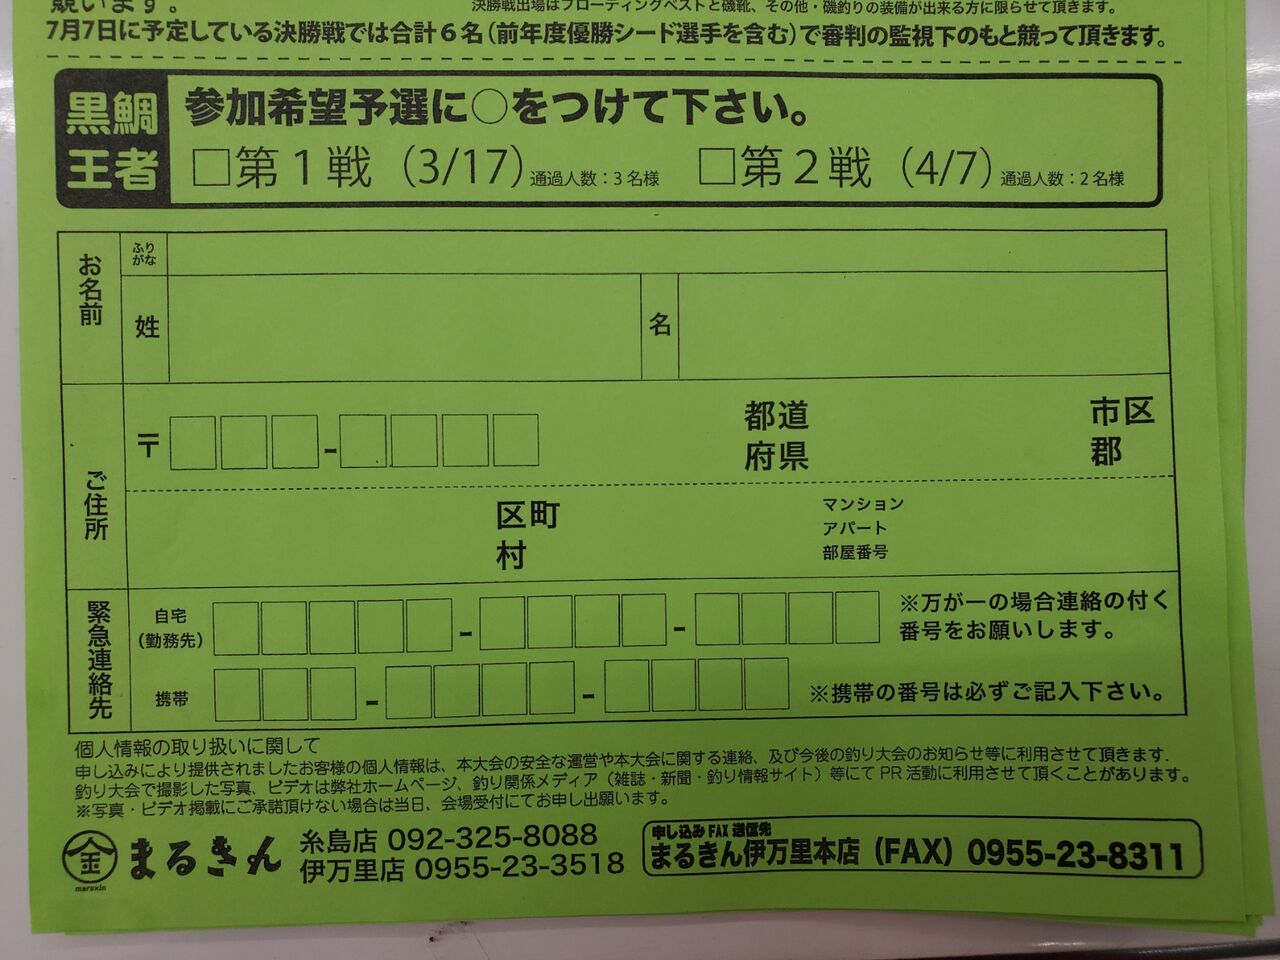 競います。
決勝戦出場はフローティングベストと磯靴、その他・磯釣りの装備が出来る方に限らせて頂きます。
7月7日に予定している決勝戦では合計6名(前年度優勝シード選手を含む)で審判の監視下のもと競って頂きます。
黒鯛
王者
参加希望予選に○をつけて下さい。
□第1戦(3/17)通過人数:3名様 □第2戦(4/7)通過人数:2名様
お名前
ふり
がな
姓
名
ご住所
〒 -
都道
府県
市区
郡
区町
村
マンション
アパート
部屋番号
緊急連絡先
自宅
(勤務先)
- -
※万が一の場合連絡の付く
番号をお願いします。
携帯
- -
※携帯の番号は必ずご記入下さい。
個人情報の取り扱いに関して
申し込みにより提供されましたお客様の個人情報は、本大会の安全な運営や本大会に関する連絡、及び今後の釣り大会のお知らせ等に利用させて頂きます.
釣り大会で撮影した写真、ビデオは弊社ホームページ、釣り関係メディア(雑誌・新聞・釣り情報サイト)等にてPR活動に利用させて頂くことがあります。
※写真・ビデオ掲載にご承諾頂けない場合は当日、会場受付にてお申し出願います。
金
marukin
まるきん
糸島店 092-325-8088
伊万里店 0955-23-3518
申し込みFAX送信先
まるきん伊万里本店(FAX)0955-23-8311